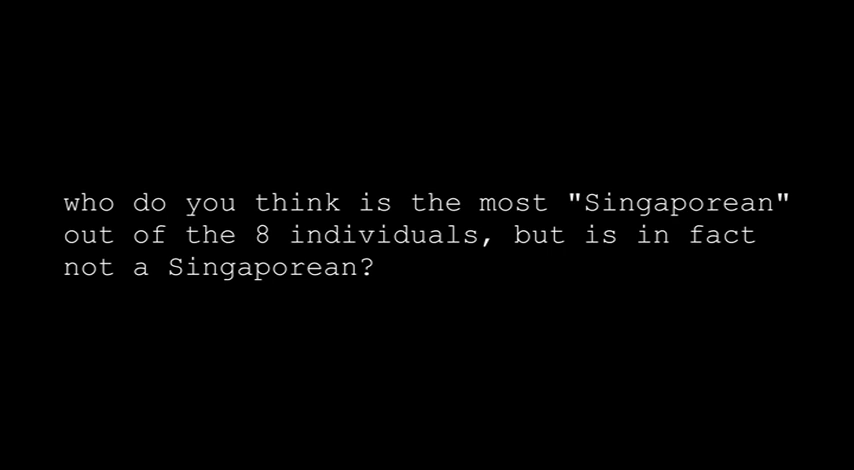 who do you think is the most "Singaporean"
out of the 8 individuals, but is in fact
not a Singaporean?